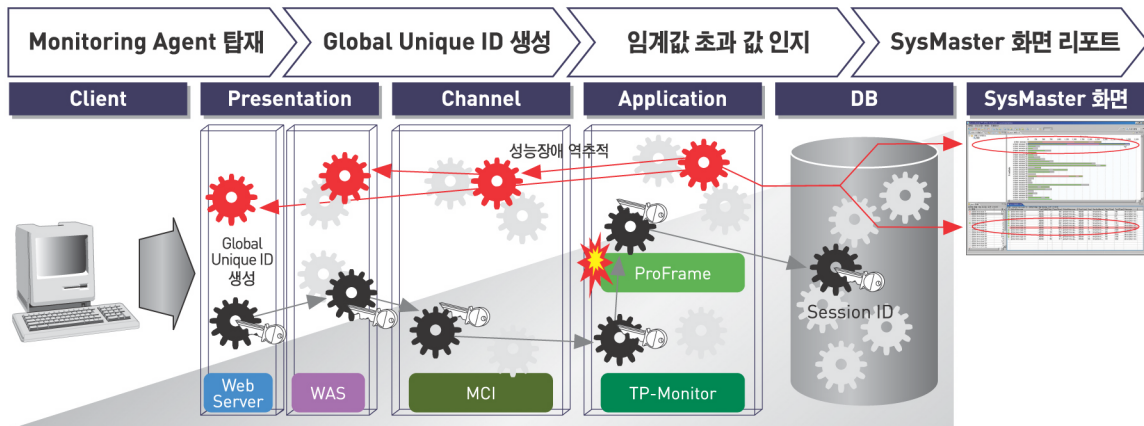 Monitoring Agent 탑재
Global Unique ID 생성
임계값 초과 값 인지
SysMaster 화면 리포트
Client
Presentation
Channel
Application
DB
SysMaster 화면
성능장애 역추적
Global
Unique ID
생성
ProFrame
Session ID
Web
Server
WAS
MCI
TP-Monitor